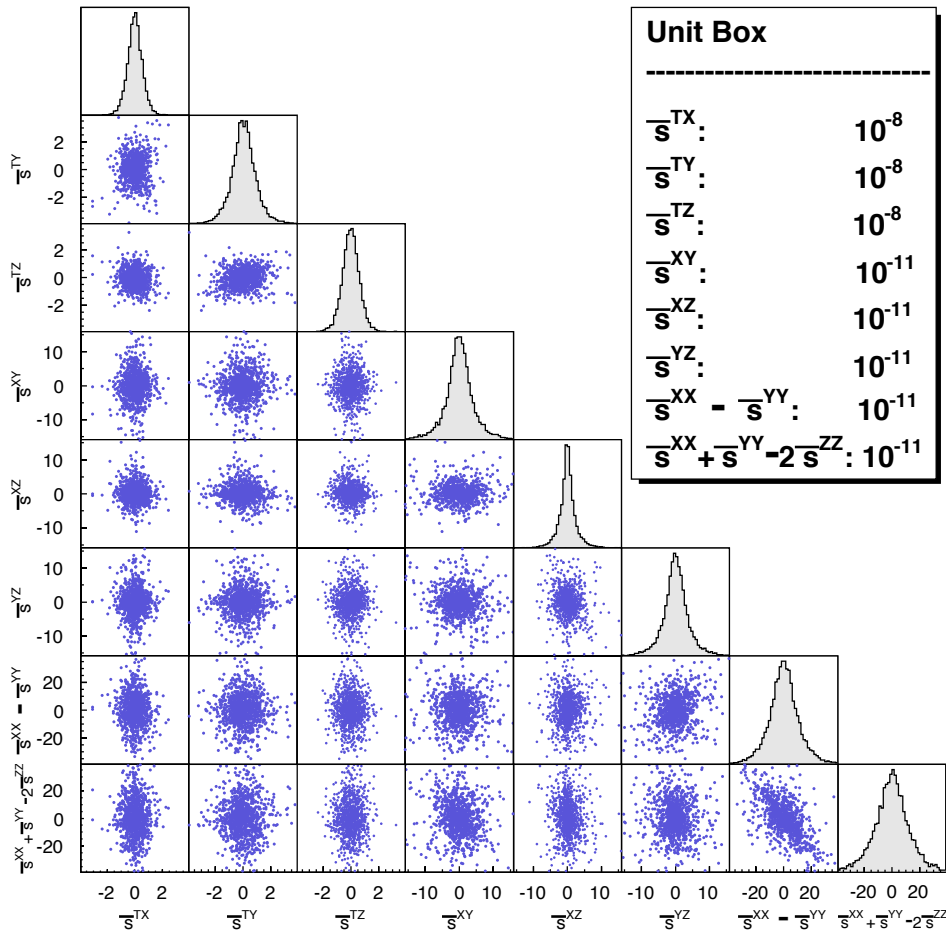 Unit Box
-----------------------------
s̅^TX: 10^-8
s̅^TY: 10^-8
s̅^TZ: 10^-8
s̅^XY: 10^-11
s̅^XZ: 10^-11
s̅^YZ: 10^-11
s̅^XX - s̅^YY: 10^-11
s̅^XX + s̅^YY - 2 s̅^ZZ: 10^-11
s̅^TY
2
0
-2
s̅^TZ
2
0
-2
s̅^XY
10
0
-10
s̅^XZ
10
0
-10
s̅^YZ
10
0
-10
s̅^XX - s̅^YY
20
0
-20
s̅^XX + s̅^YY - 2 s̅^ZZ
20
0
-20
-2 0 2 -2 0 2 -2 0 2 -10 0 10 -10 0 10 -10 0 10 -20 0 20 -20 0 20
s̅^TX s̅^TY s̅^TZ s̅^XY s̅^XZ s̅^YZ s̅^XX - s̅^YY s̅^XX + s̅^YY - 2 s̅^ZZ